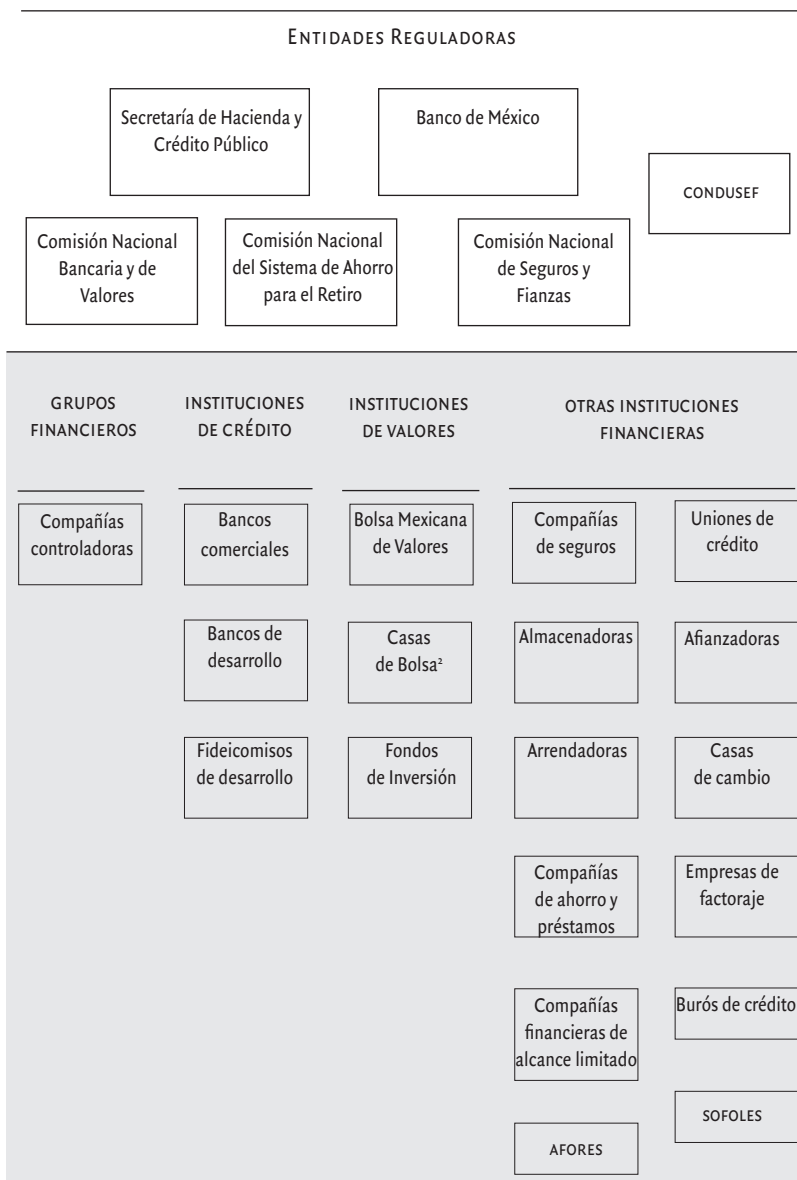 ENTIDADES REGULADORAS
Secretaría de Hacienda y
Crédito Público
Banco de México
CONDUSEF
Comisión Nacional
Bancaria y de
Valores
Comisión Nacional
del Sistema de Ahorro
para el Retiro
Comisión Nacional
de Seguros y
Fianzas
GRUPOS
FINANCIEROS
INSTITUCIONES
DE CRÉDITO
INSTITUCIONES
DE VALORES
OTRAS INSTITUCIONES
FINANCIERAS
Compañías
controladoras
Bancos
comerciales
Bolsa Mexicana
de Valores
Compañías
de seguros
Uniones de
crédito
Bancos de
desarrollo
Casas
de Bolsa²
Almacenadoras
Afianzadoras
Fideicomisos
de desarrollo
Fondos
de Inversión
Arrendadoras
Casas
de cambio
Compañías
de ahorro y
préstamos
Empresas de
factoraje
Compañías
financieras de
alcance limitado
Burós de crédito
AFORES
SOFOLES